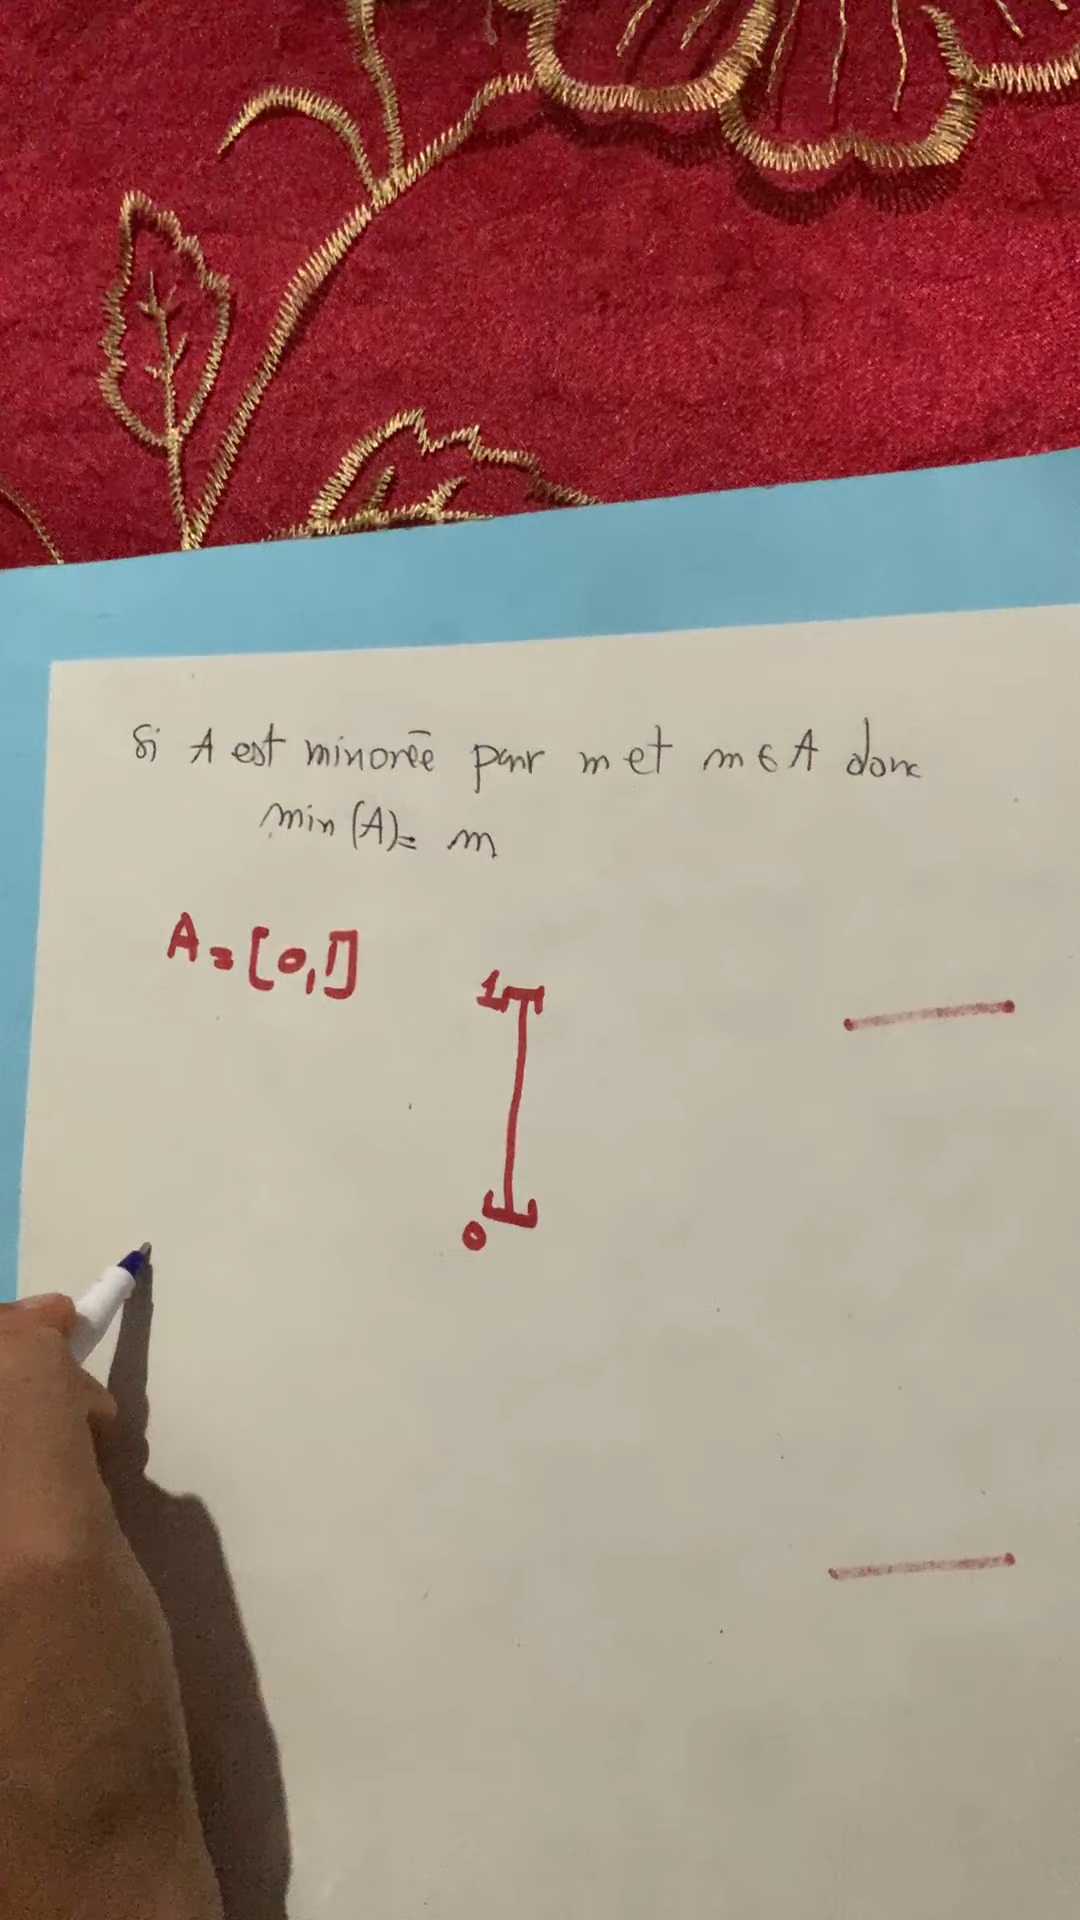 Si A est minorée par m et m ∈ A donc
min (A) = m
A = [0,1]
1
0